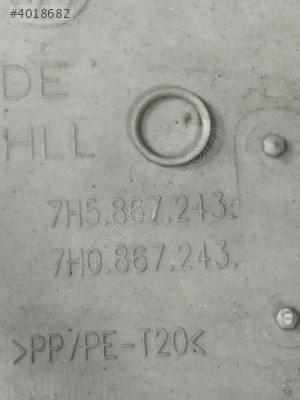 #4018682
DE
HLL
7H5.867.243.
7H0.867.243.
>PP/PE-T20<